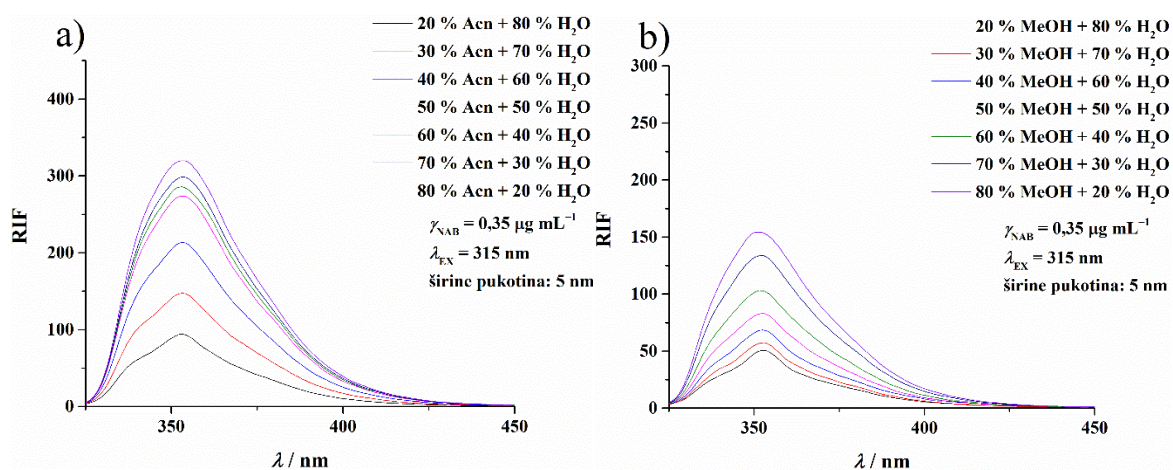 a)
20 % Acn + 80 % H₂O
30 % Acn + 70 % H₂O
40 % Acn + 60 % H₂O
50 % Acn + 50 % H₂O
60 % Acn + 40 % H₂O
70 % Acn + 30 % H₂O
80 % Acn + 20 % H₂O
γNAB = 0,35 µg mL⁻¹
λEX = 315 nm
širine pukotina: 5 nm
RIF
400
300
200
100
0
350
400
450
λ / nm
b)
20 % MeOH + 80 % H₂O
30 % MeOH + 70 % H₂O
40 % MeOH + 60 % H₂O
50 % MeOH + 50 % H₂O
60 % MeOH + 40 % H₂O
70 % MeOH + 30 % H₂O
80 % MeOH + 20 % H₂O
γNAB = 0,35 µg mL⁻¹
λEX = 315 nm
širine pukotina: 5 nm
RIF
300
250
200
150
100
50
0
350
400
450
λ / nm